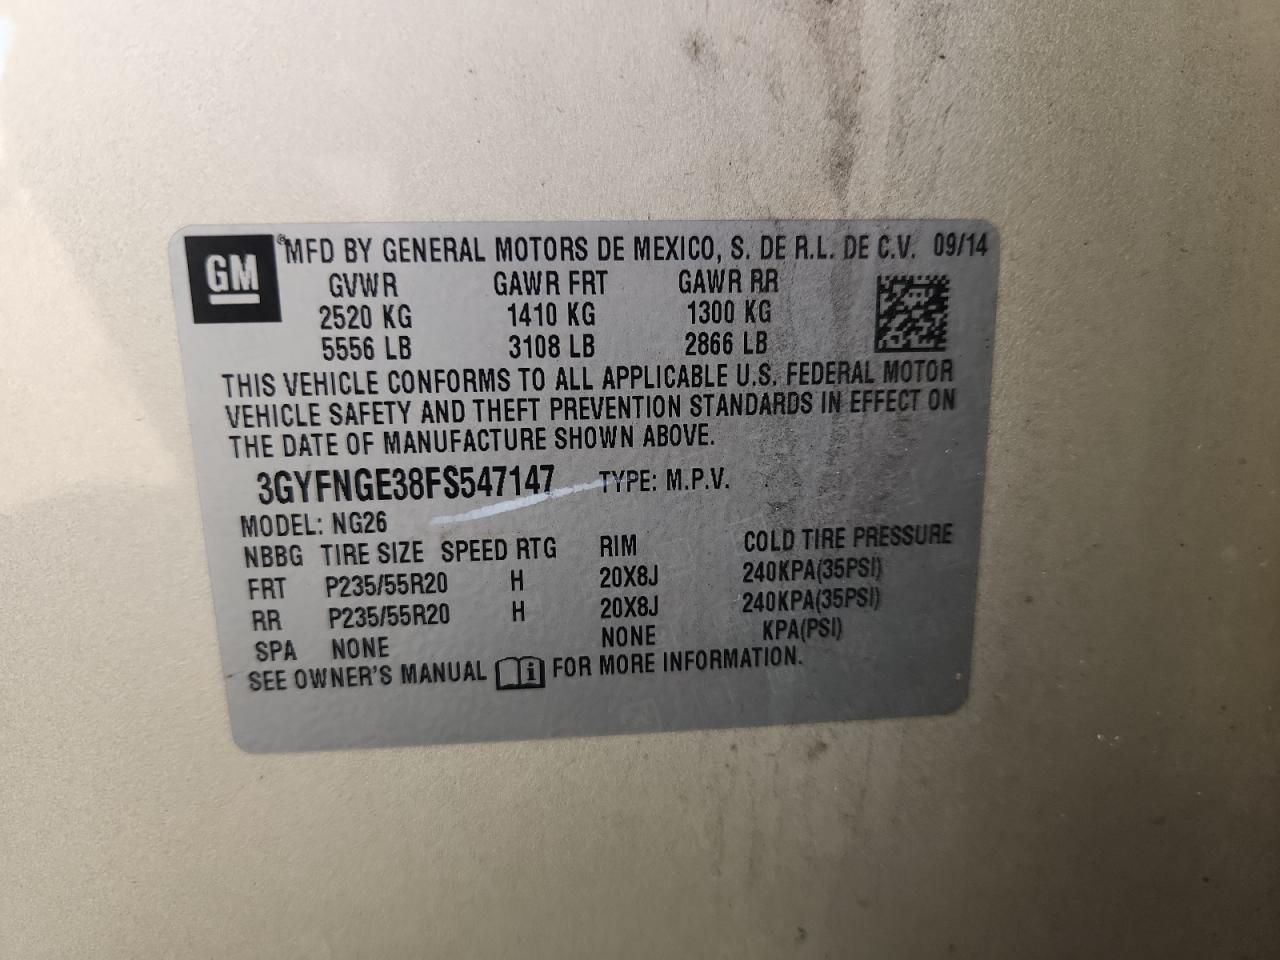 GM
MFD BY GENERAL MOTORS DE MEXICO, S. DE R.L. DE C.V. 09/14
GVWR GAWR FRT GAWR RR
2520 KG 1410 KG 1300 KG
5556 LB 3108 LB 2866 LB
THIS VEHICLE CONFORMS TO ALL APPLICABLE U.S. FEDERAL MOTOR
VEHICLE SAFETY AND THEFT PREVENTION STANDARDS IN EFFECT ON
THE DATE OF MANUFACTURE SHOWN ABOVE.
3GYFNGE38FS547147 TYPE: M.P.V.
MODEL: NG26
NBBG TIRE SIZE SPEED RTG RIM COLD TIRE PRESSURE
FRT P235/55R20 H 20X8J 240KPA(35PSI)
RR P235/55R20 H 20X8J 240KPA(35PSI)
SPA NONE NONE KPA(PSI)
SEE OWNER'S MANUAL FOR MORE INFORMATION.